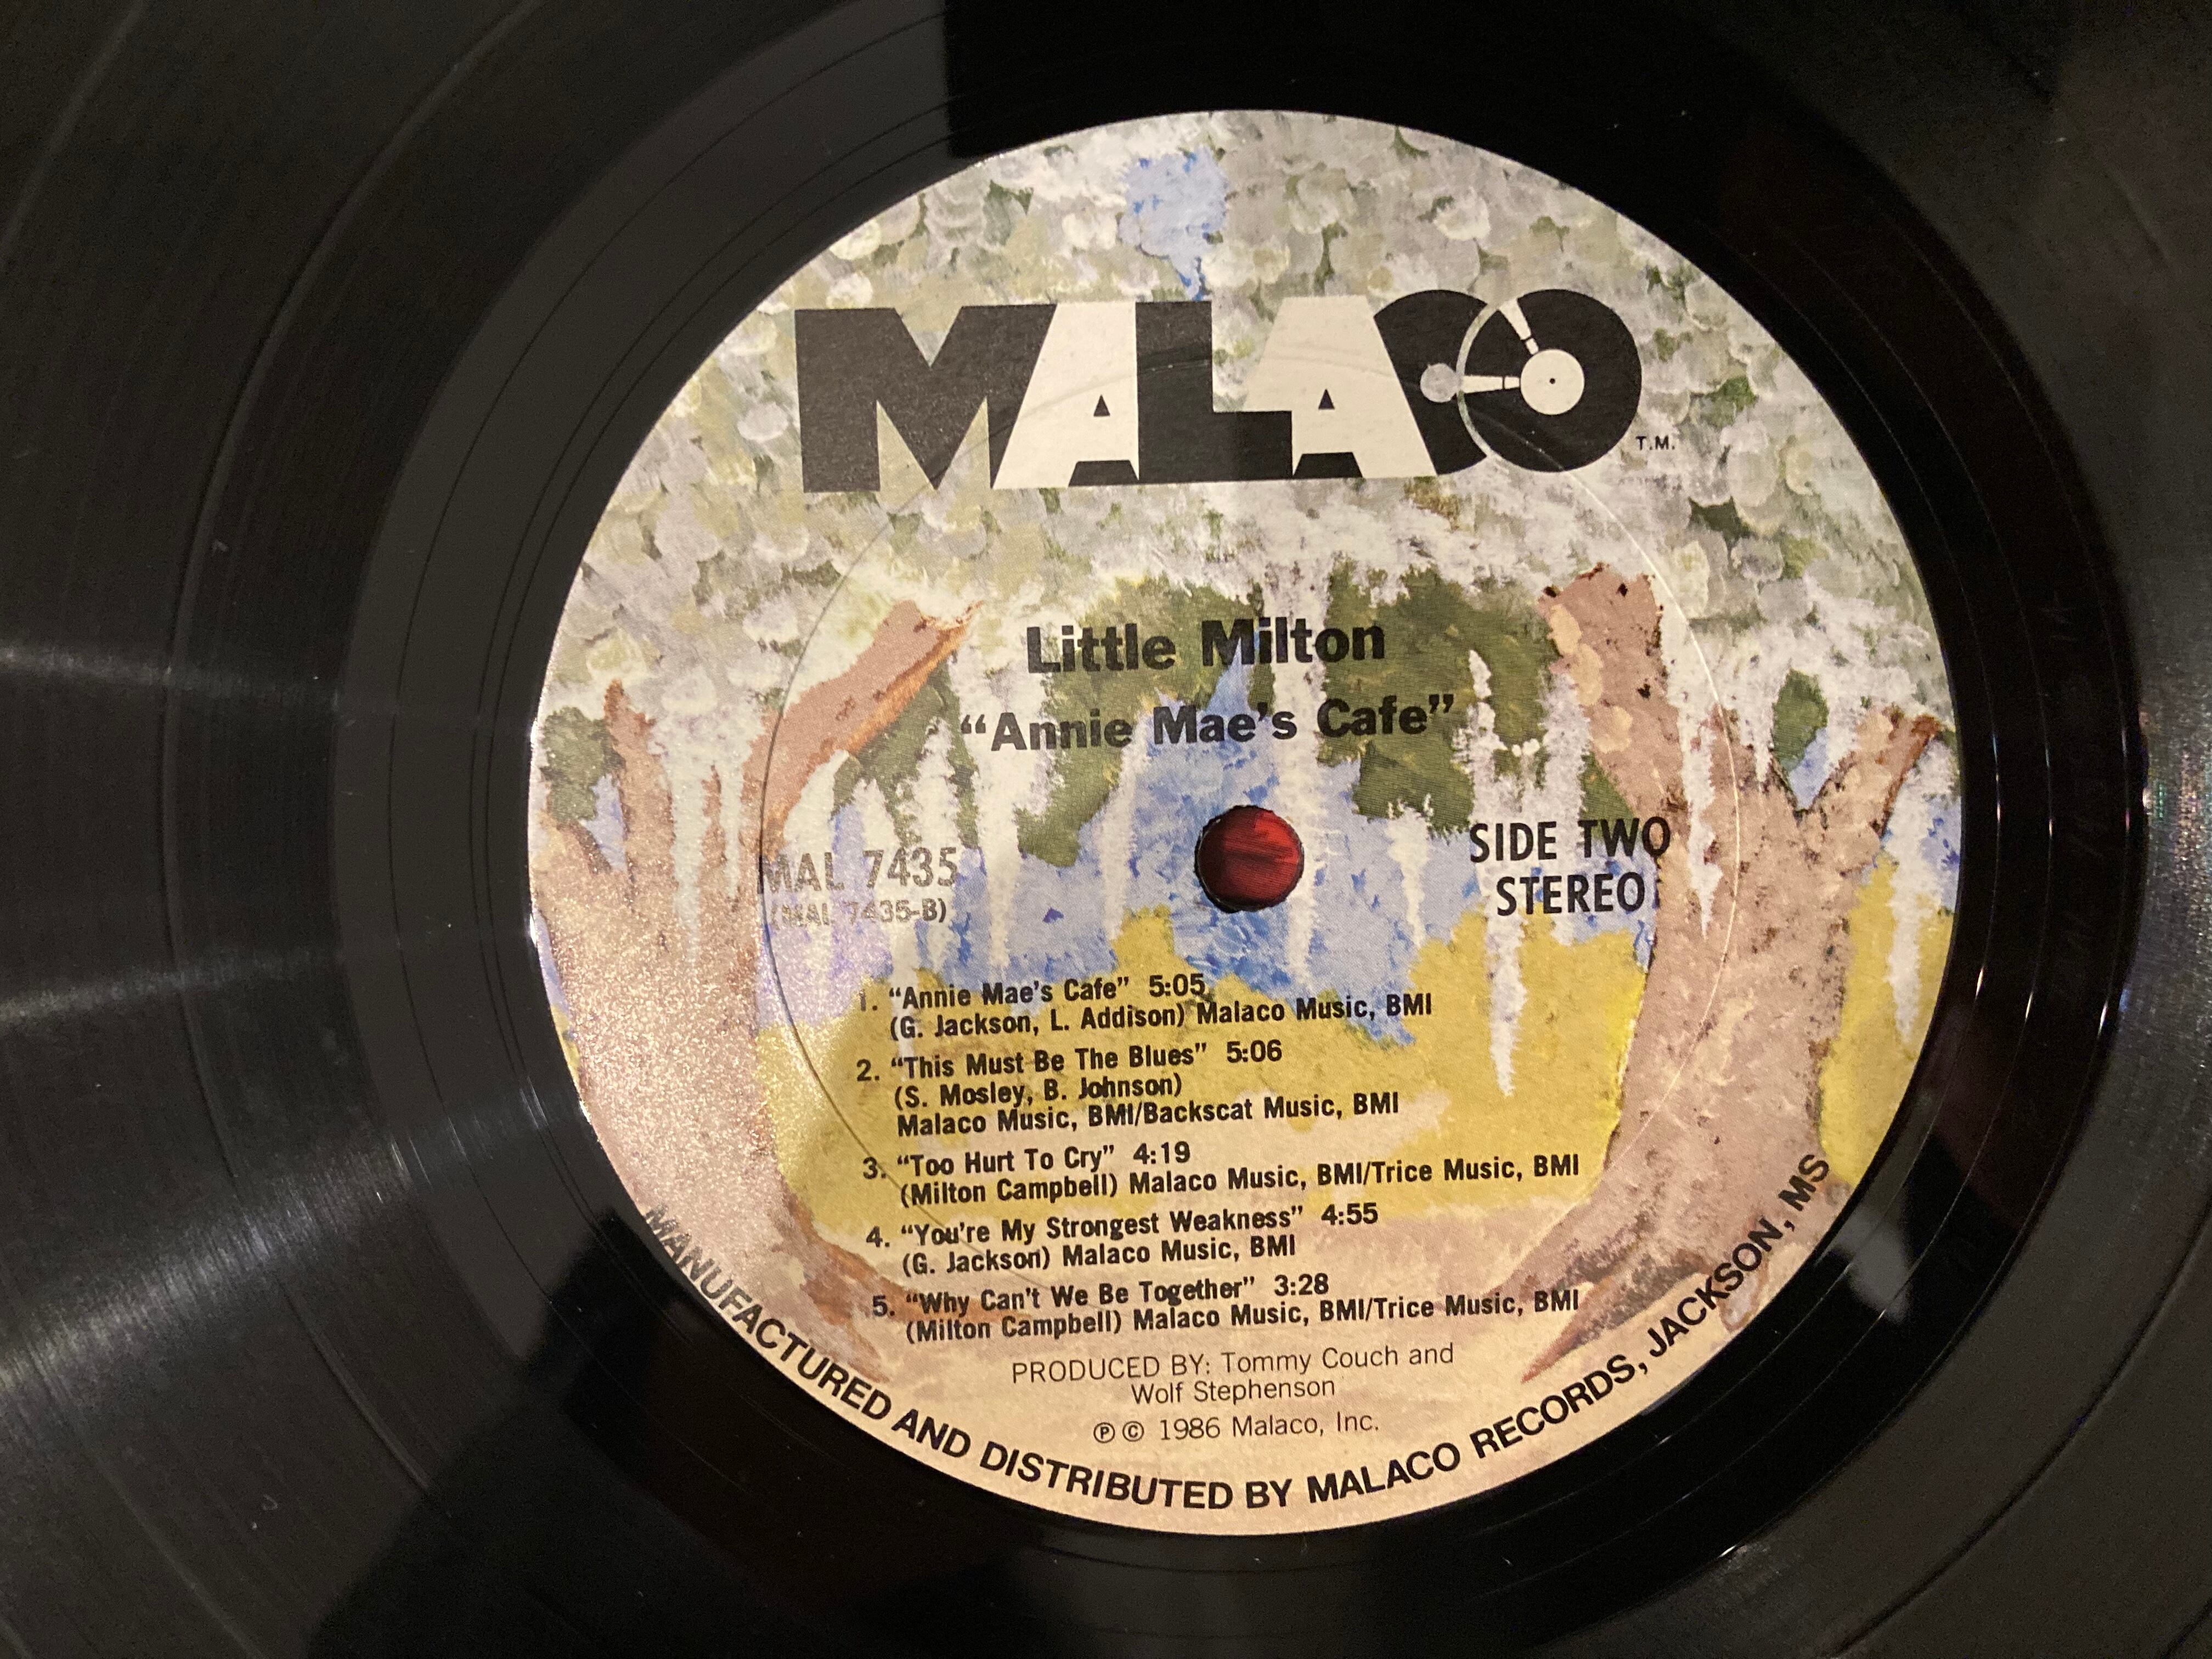 MALACO
T.M.
Little Milton
“Annie Mae’s Cafe”
MAL 7435
(MAL 7435-B)
SIDE TWO
STEREO
1. “Annie Mae’s Cafe” 5:05
(G. Jackson, L. Addison) Malaco Music, BMI
2. “This Must Be The Blues” 5:06
(S. Mosley, B. Johnson)
Malaco Music, BMI/Backscat Music, BMI
3. “Too Hurt To Cry” 4:19
(Milton Campbell) Malaco Music, BMI/Trice Music, BMI
4. “You’re My Strongest Weakness” 4:55
(G. Jackson) Malaco Music, BMI
5. “Why Can’t We Be Together” 3:28
(Milton Campbell) Malaco Music, BMI/Trice Music, BMI
PRODUCED BY: Tommy Couch and
Wolf Stephenson
℗ © 1986 Malaco, Inc.
MANUFACTURED AND DISTRIBUTED BY MALACO RECORDS, JACKSON, MS